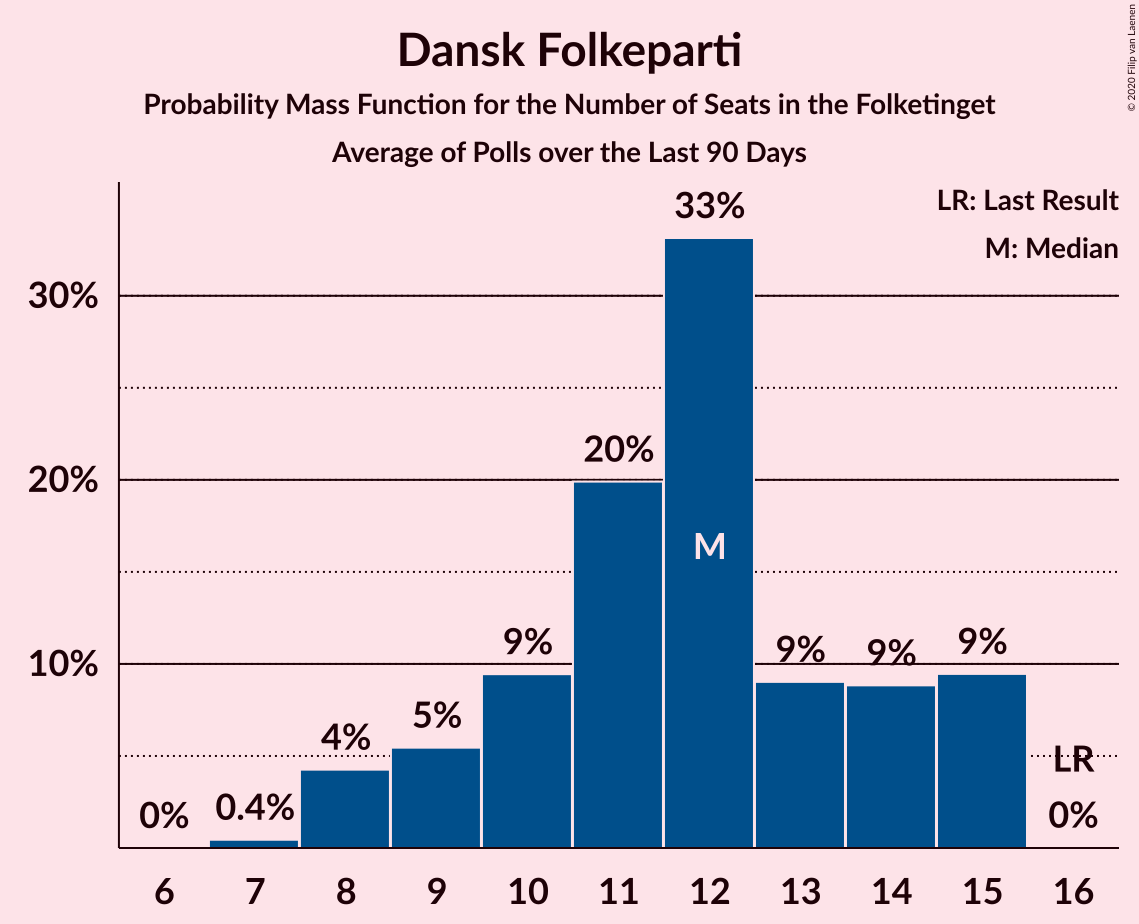 Dansk Folkeparti
Probability Mass Function for the Number of Seats in the Folketinget
Average of Polls over the Last 90 Days
© 2020 Filip van Laenen
LR: Last Result
M: Median
33%
30%
20%
20%
M
9%
9%
9%
9%
10%
5%
4%
LR
0%
0.4%
0%
6 7 8 9 10 11 12 13 14 15 16